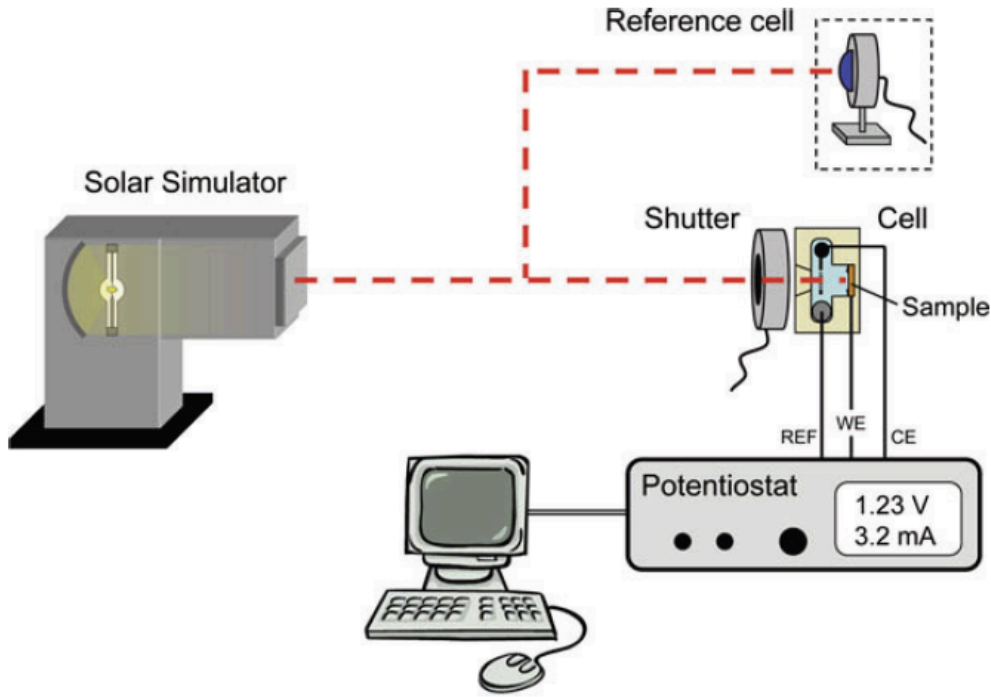 Reference cell
Solar Simulator
Shutter
Cell
Sample
REF
WE
CE
Potentiostat
1.23 V
3.2 mA